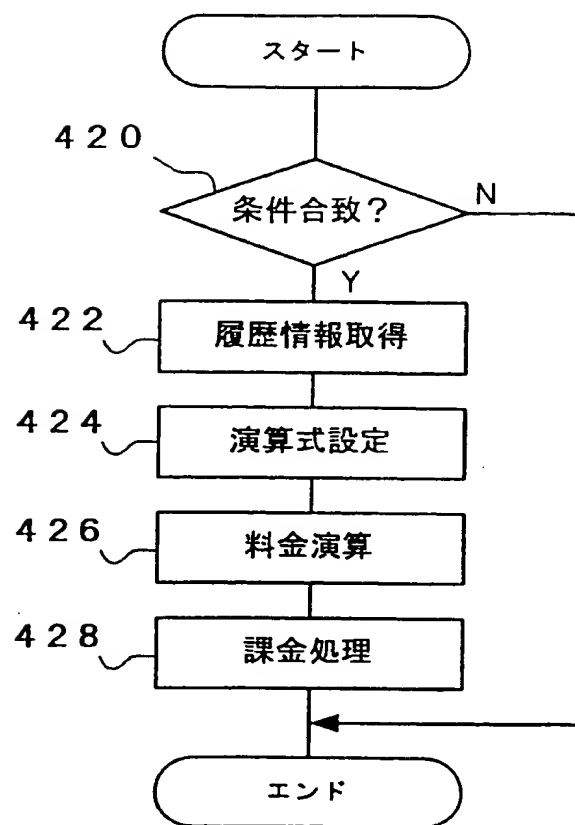 スタート
420
条件合致?
N
Y
422
履歴情報取得
424
演算式設定
426
料金演算
428
課金処理
エンド